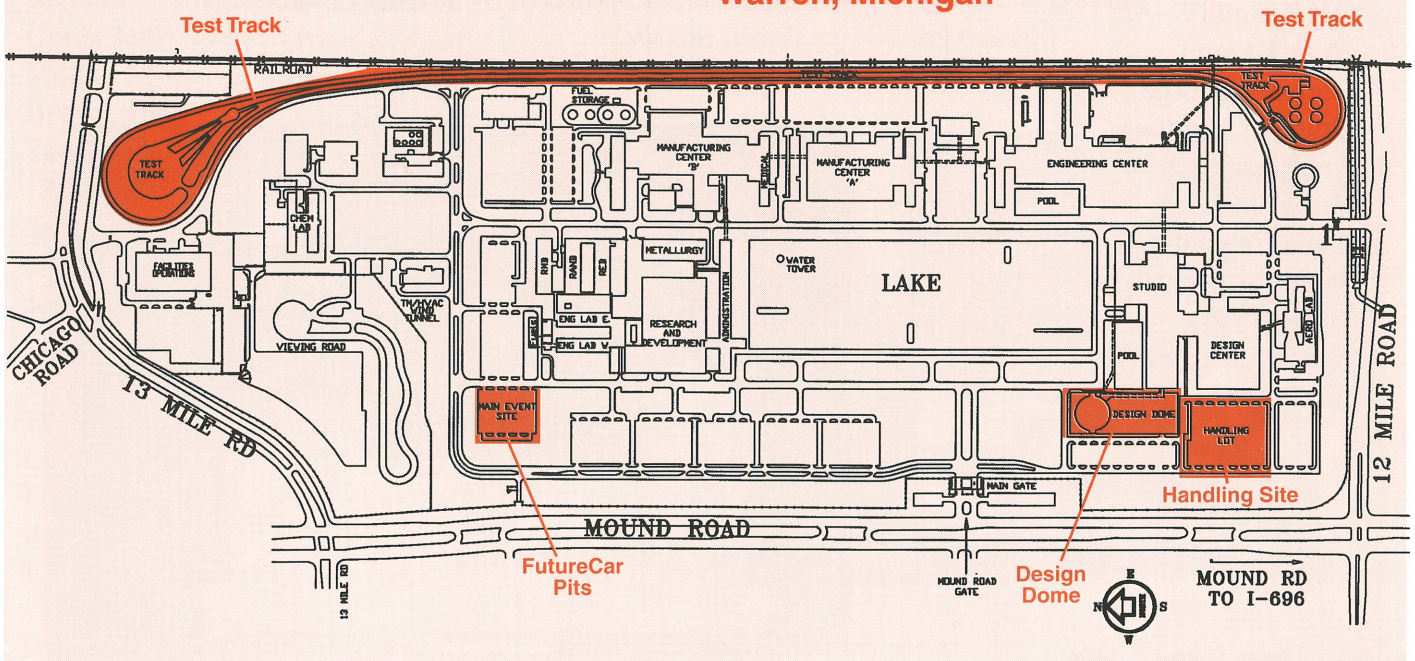 Warren, Michigan
Test Track
Test Track
RAILROAD
TEST TRACK
TEST
TRACK
FUEL
STORAGE
TEST
TRACK
MANUFACTURING
CENTER
'B'
MEDICAL
MANUFACTURING
CENTER
'A'
ENGINEERING CENTER
POOL
CHEM
LAB
FACILITIES
OPERATIONS
METALLURGY
RMB
RANB
REB
WATER
TOWER
LAKE
STUDIO
TM/HVAC
WIND
TUNNEL
ENG LAB E.
ENG LAB W.
RESEARCH
AND
DEVELOPMENT
ADMINISTRATION
POOL
DESIGN
CENTER
AERO LAB
VIEWING ROAD
CHICAGO
ROAD
13 MILE RD
12 MILE ROAD
MAIN EVENT
SITE
DESIGN DOME
HANDLING
LOT
MAIN GATE
Handling Site
MOUND ROAD
FutureCar
Pits
13 MILE RD
MOUND ROAD
GATE
Design
Dome
E
N
S
W
MOUND RD
TO I-696